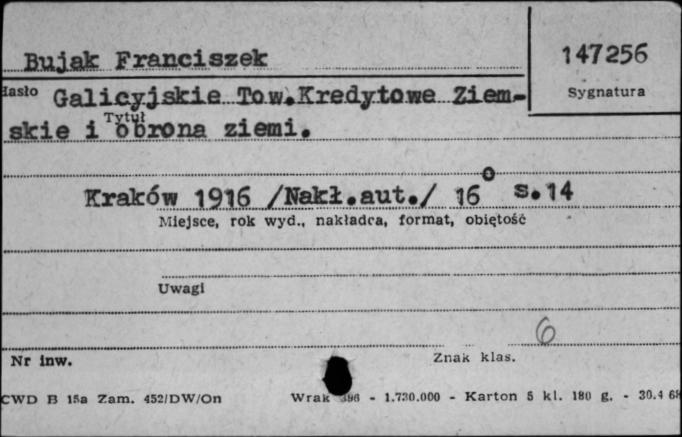 Bujak Franciszek
147256
Hasło
Sygnatura
Galicyjskie Tow.Kredytowe Ziem-
Tytuł
skie i obrona ziemi.
Kraków 1916 /Nakł.aut./ 16° s.14
Miejsce, rok wyd., nakładca, format, objętość
Uwagi
6
Nr inw.
Znak klas.
CWD B 15a Zam. 452/DW/On Wrak - 1.730.000 - Karton 5 kl. 180 g. - 30.4 68